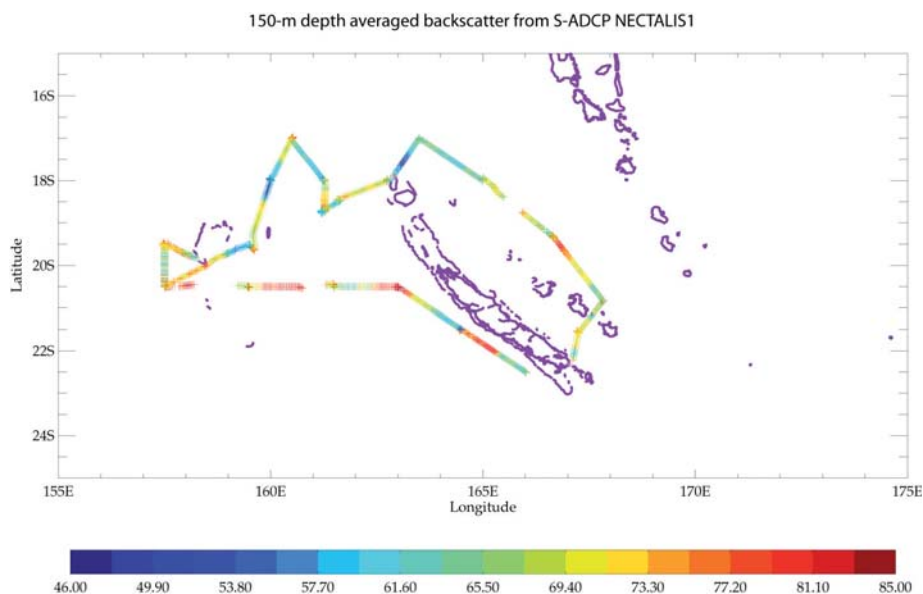 150-m depth averaged backscatter from S-ADCP NECTALIS1
16S
18S
20S
22S
24S
Latitude
155E 160E 165E 170E 175E
Longitude
46.00 49.90 53.80 57.70 61.60 65.50 69.40 73.30 77.20 81.10 85.00